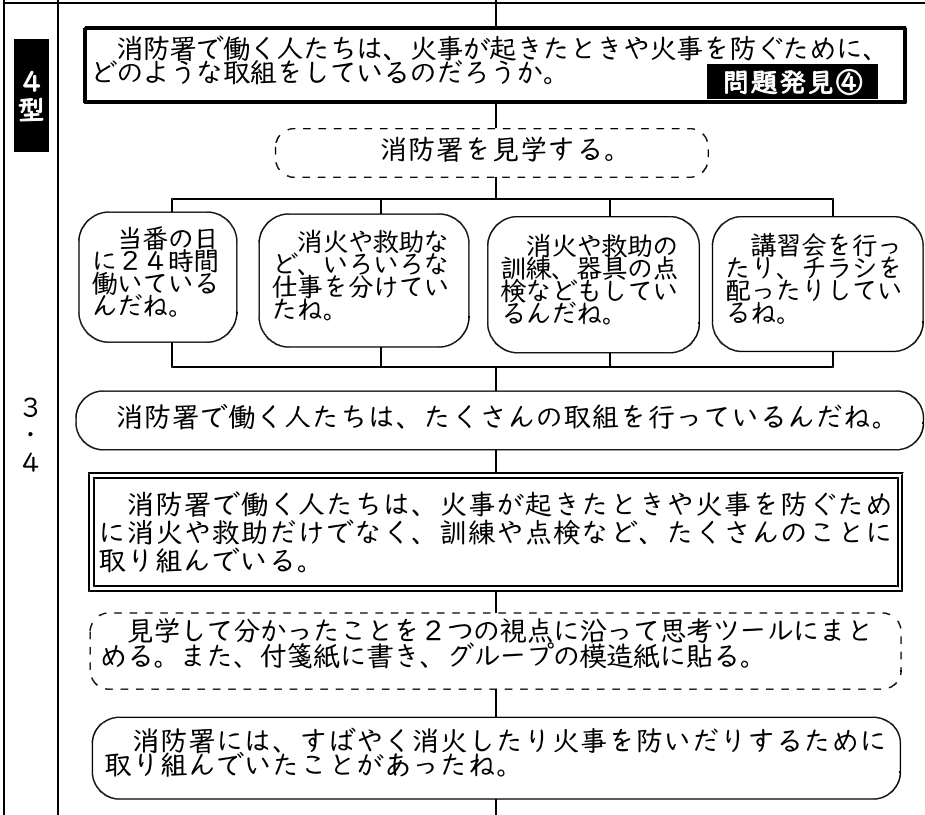 4
型
消防署で働く人たちは、火事が起きたときや火事を防ぐために、
どのような取組をしているのだろうか。
問題発見④
消防署を見学する。
当番の日
に２４時間
働いている
んだね。
消火や救助な
ど、いろいろな
仕事を分けてい
たね。
消火や救助の
訓練、器具の点
検などもしてい
るんだね。
講習会を行っ
たり、チラシを
配ったりしてい
るね。
3
・
4
消防署で働く人たちは、たくさんの取組を行っているんだね。
消防署で働く人たちは、火事が起きたときや火事を防ぐため
に消火や救助だけでなく、訓練や点検など、たくさんのことに
取り組んでいる。
見学して分かったことを２つの視点に沿って思考ツールにまと
める。また、付箋紙に書き、グループの模造紙に貼る。
消防署には、すばやく消火したり火事を防いだりするために
取り組んでいたことがあったね。